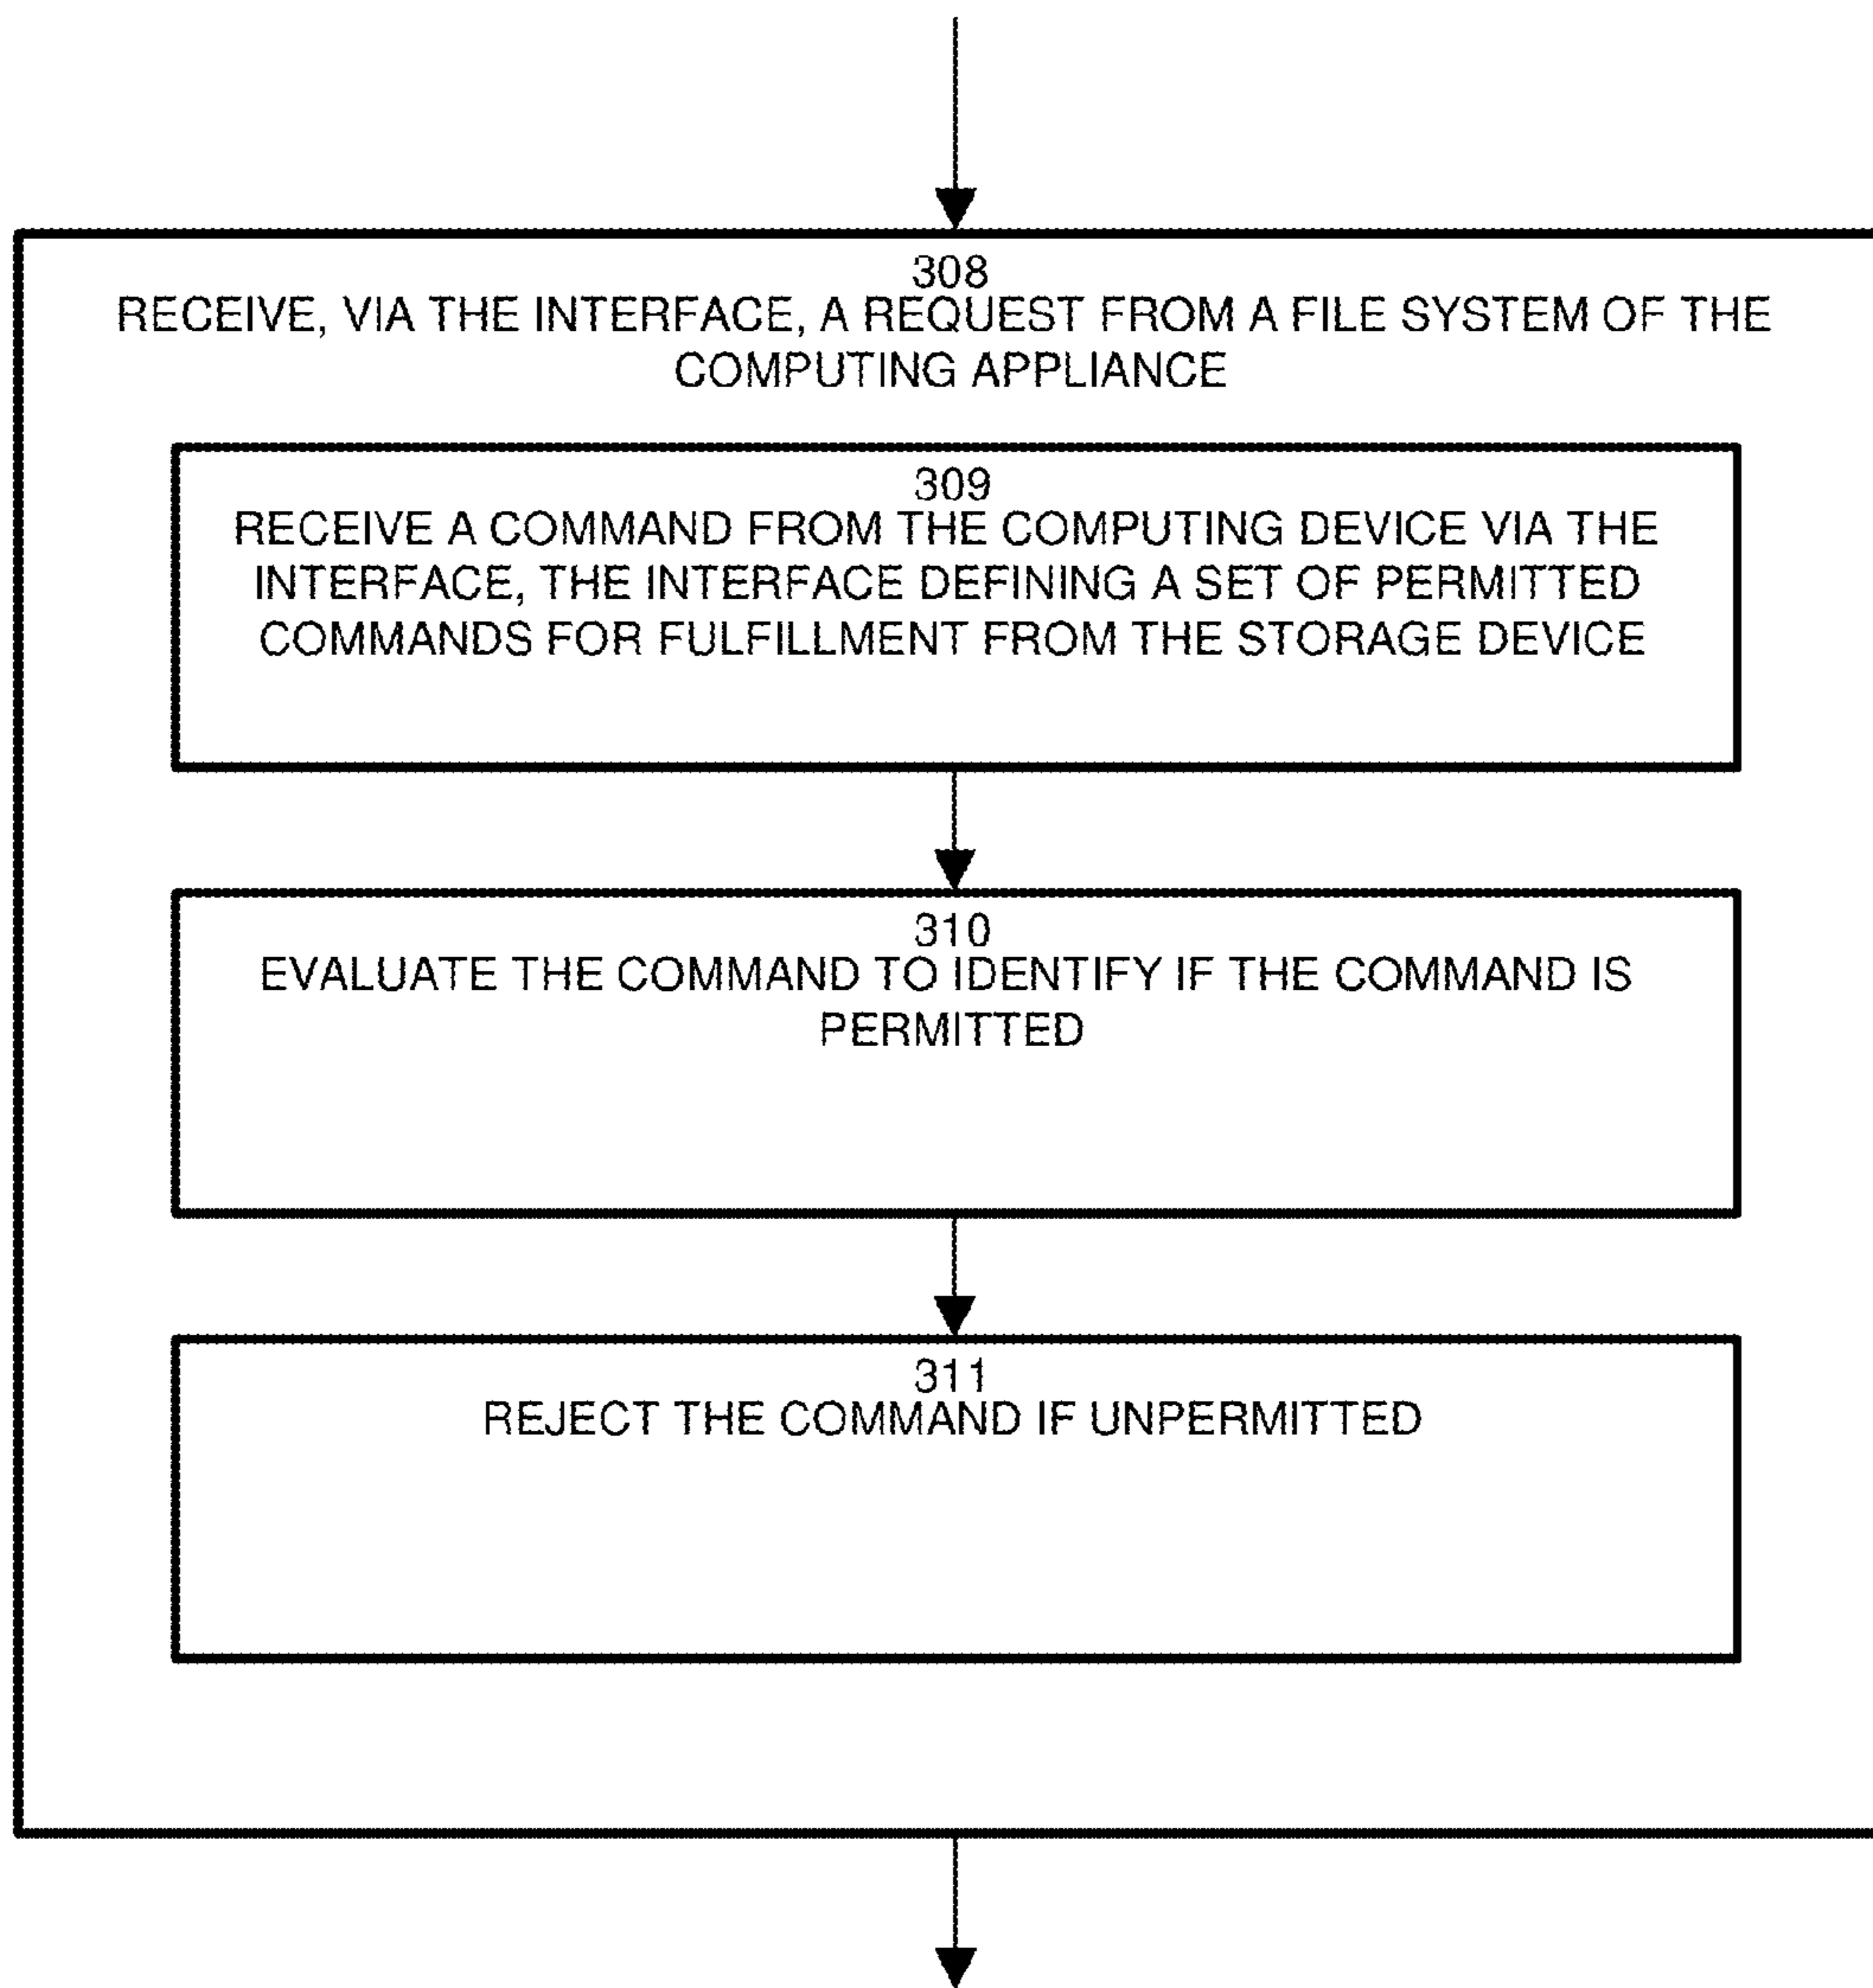 308
RECEIVE, VIA THE INTERFACE, A REQUEST FROM A FILE SYSTEM OF THE
COMPUTING APPLIANCE
309
RECEIVE A COMMAND FROM THE COMPUTING DEVICE VIA THE
INTERFACE, THE INTERFACE DEFINING A SET OF PERMITTED
COMMANDS FOR FULFILLMENT FROM THE STORAGE DEVICE
310
EVALUATE THE COMMAND TO IDENTIFY IF THE COMMAND IS
PERMITTED
311
REJECT THE COMMAND IF UNPERMITTED